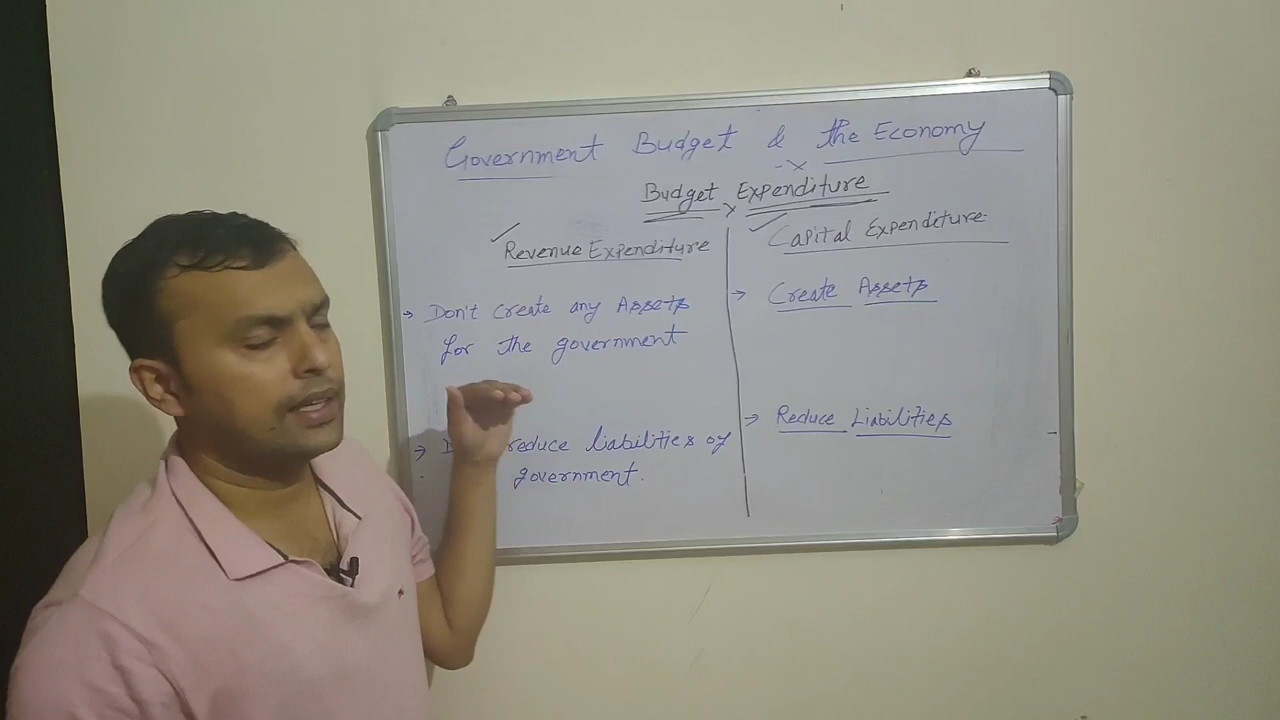 Government Budget & the Economy
Budget Expenditure
Revenue Expenditure
Don't create any Assets
for the government
reduce liabilities of
government.
Capital Expenditure
Create Assets
Reduce Liabilities